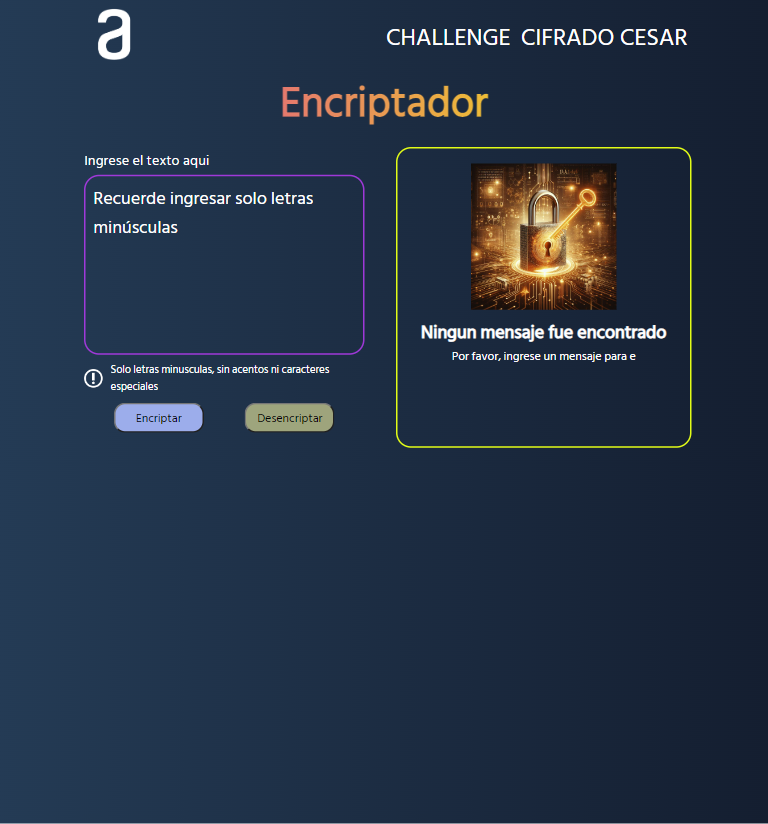 a
CHALLENGE CIFRADO CESAR
Encriptador
Ingrese el texto aqui
Recuerde ingresar solo letras
minúsculas
Solo letras minusculas, sin acentos ni caracteres
especiales
Encriptar
Desencriptar
Ningun mensaje fue encontrado
Por favor, ingrese un mensaje para e